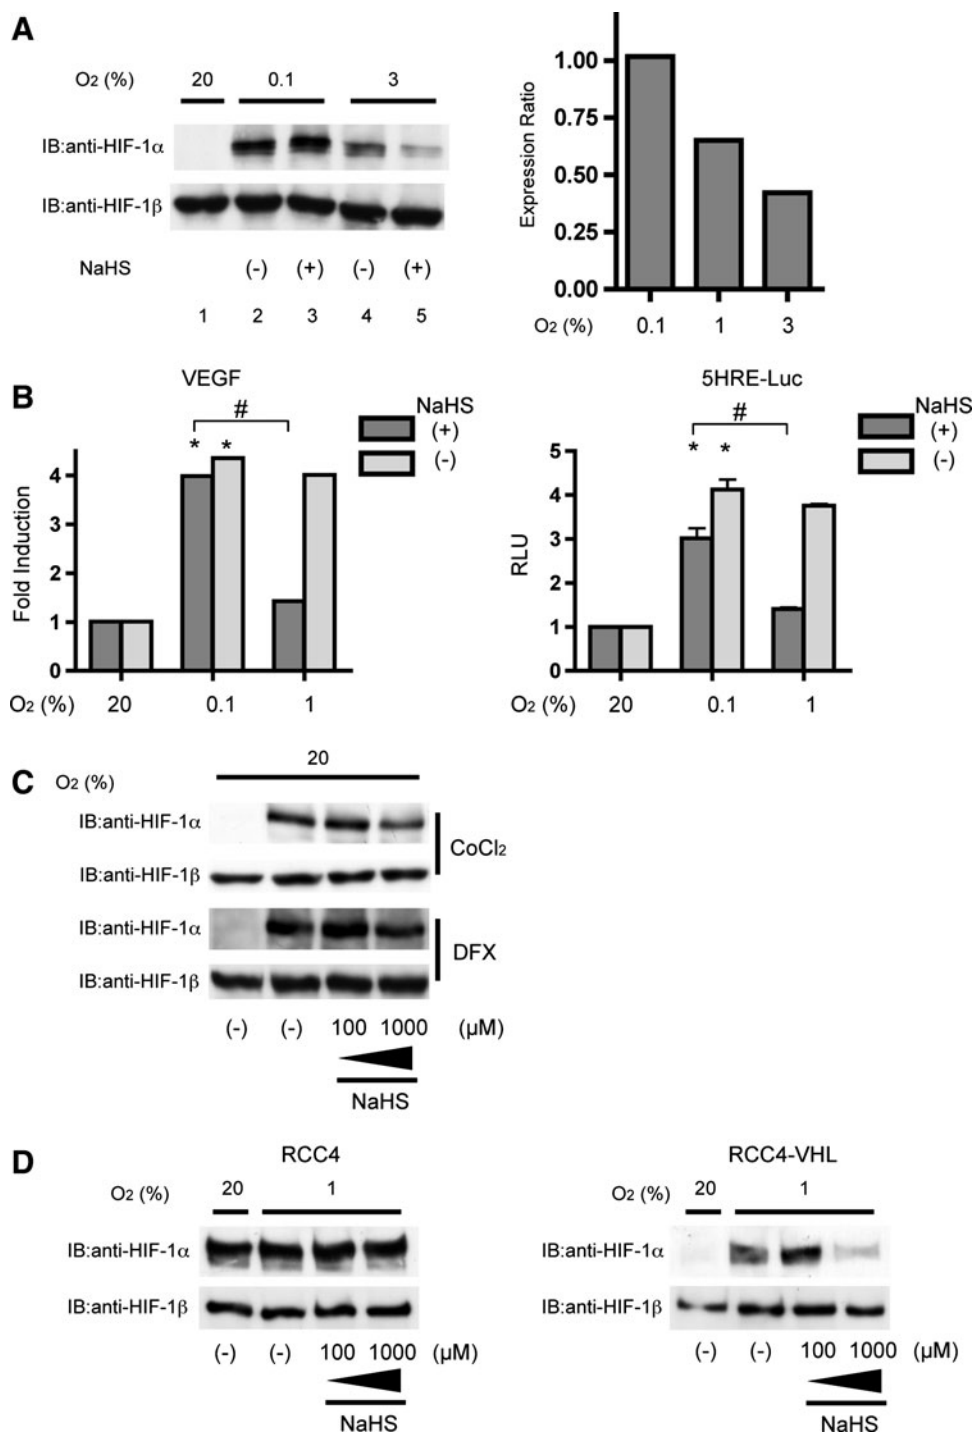 A
O2 (%) 20 0.1 3
IB:anti-HIF-1α
IB:anti-HIF-1β
NaHS (-) (+) (-) (+)
1 2 3 4 5
Expression Ratio
1.00
0.75
0.50
0.25
0.00
O2 (%) 0.1 1 3
B
VEGF
NaHS
(+)
(-)
#
* *
Fold Induction
4
2
1
0
O2 (%) 20 0.1 1
5HRE-Luc
NaHS
(+)
(-)
#
* *
RLU
5
4
3
2
1
0
O2 (%) 20 0.1 1
C
O2 (%) 20
IB:anti-HIF-1α
IB:anti-HIF-1β
CoCl2
IB:anti-HIF-1α
IB:anti-HIF-1β
DFX
(-) (-) 100 1000 (µM)
NaHS
D
RCC4
O2 (%) 20 1
IB:anti-HIF-1α
IB:anti-HIF-1β
(-) (-) 100 1000 (µM)
NaHS
RCC4-VHL
O2 (%) 20 1
IB:anti-HIF-1α
IB:anti-HIF-1β
(-) (-) 100 1000 (µM)
NaHS